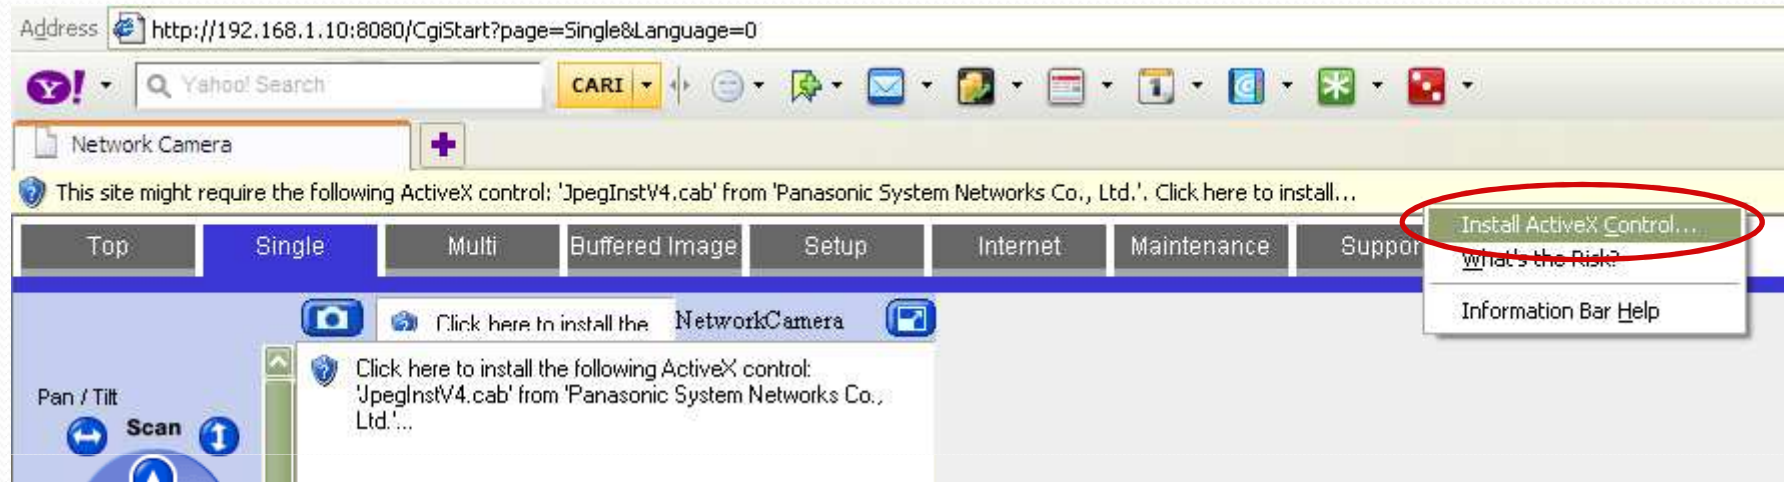 Address http://192.168.1.10:8080/CgiStart?page=Single&Language=0
Y! Yahoo! Search CARI 1
Network Camera
This site might require the following ActiveX control: 'JpegInstV4.cab' from 'Panasonic System Networks Co., Ltd.'. Click here to install...
Top Single Multi Buffered Image Setup Internet Maintenance Suppor
Install ActiveX Control...
What's the Risk?
Information Bar Help
Click here to install the NetworkCamera
Click here to install the following ActiveX control:
'JpegInstV4.cab' from 'Panasonic System Networks Co.,
Ltd.'...
Pan / Tilt
Scan